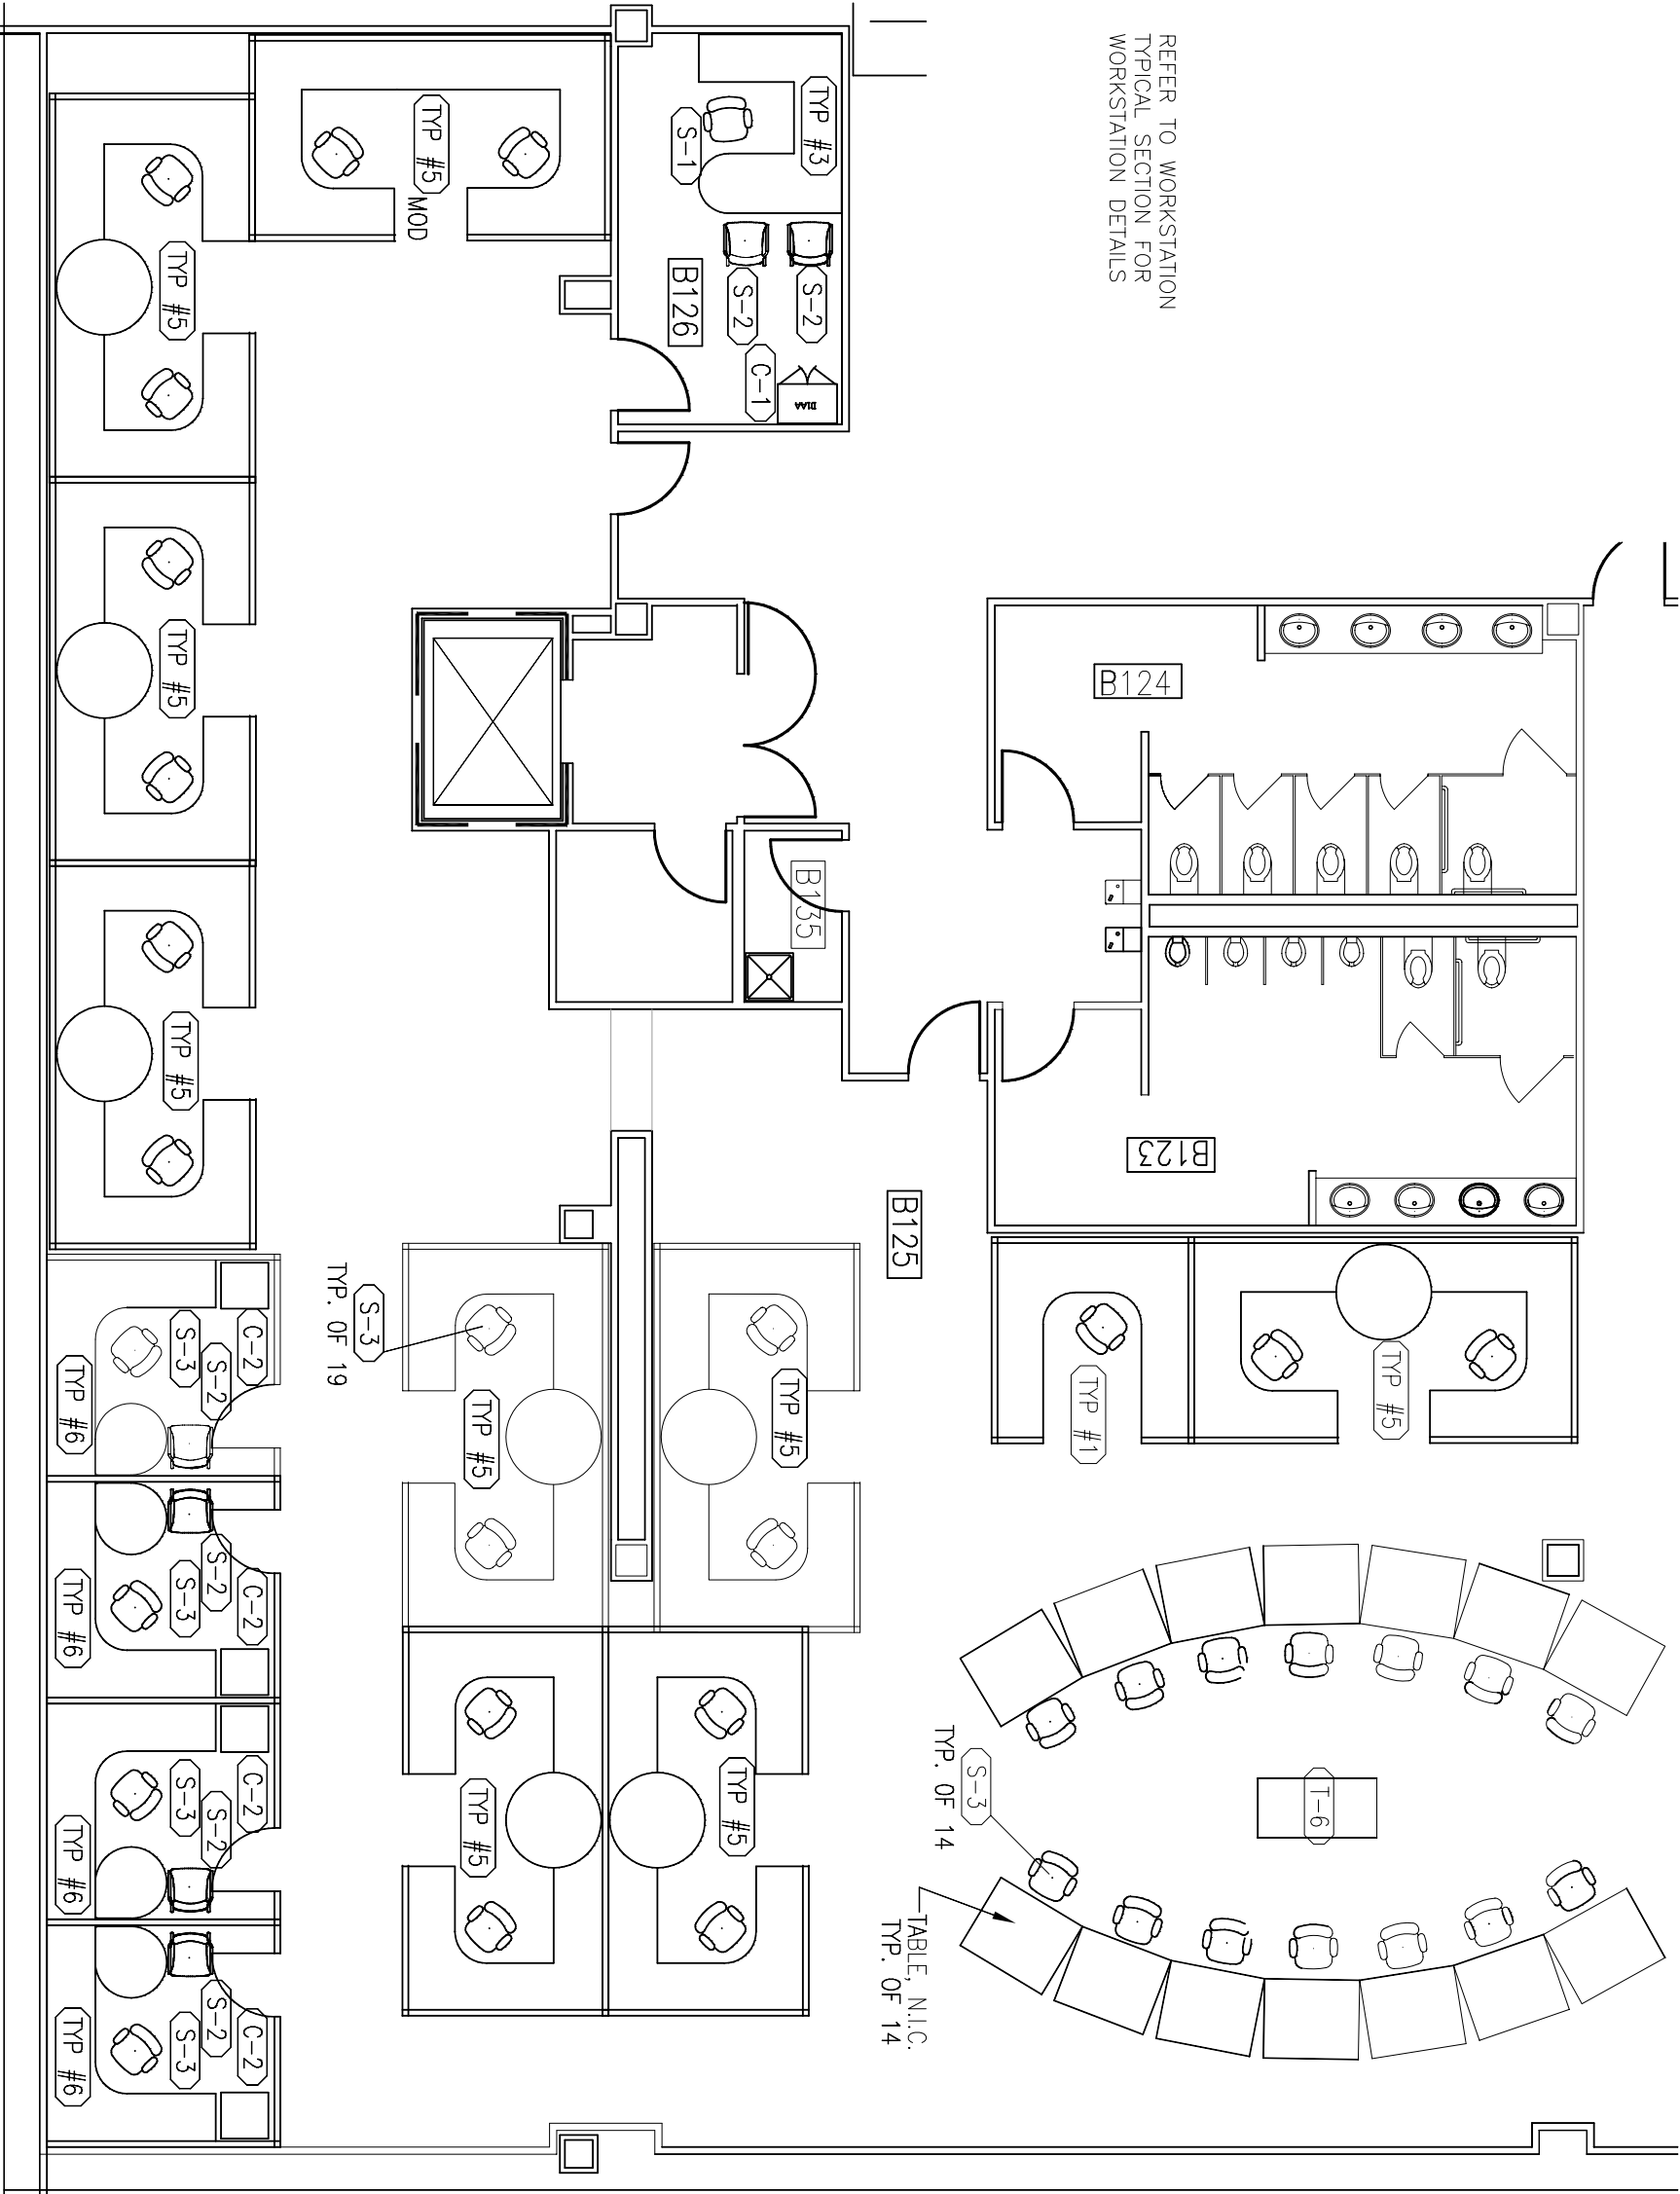 REFER TO WORKSTATION
TYPICAL SECTION FOR
WORKSTATION DETAILS
TYP #3
S-1
S-2
S-2
C-1
D1AA
B126
TYP #5
MOD
TYP #5
TYP #5
TYP #5
B124
B135
B123
B125
TYP #5
TYP #1
S-3
TYP. OF 19
TYP #5
TYP #5
TYP #5
TYP #5
C-2
S-2
S-3
TYP #6
C-2
S-2
S-3
TYP #6
C-2
S-2
S-3
TYP #6
C-2
S-2
S-3
TYP #6
T-6
S-3
TYP. OF 14
TABLE, N.I.C.
TYP. OF 14